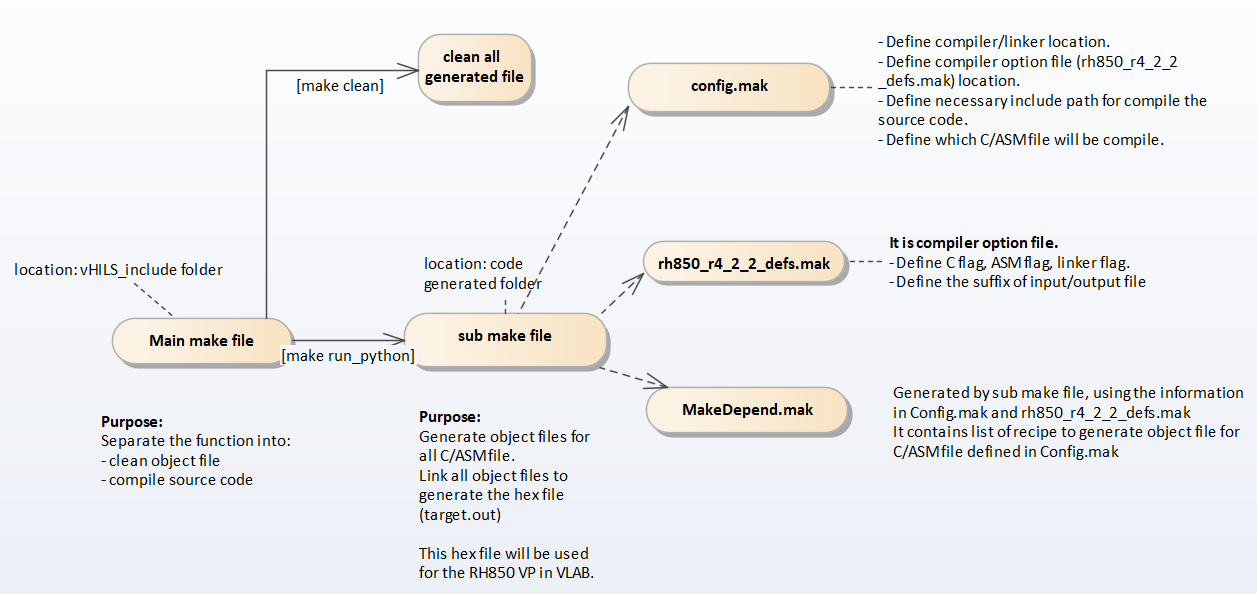 clean all
generated file
[make clean]
config.mak
- Define compiler/linker location.
- Define compiler option file (rh850_r4_2_2
_defs.mak) location.
- Define necessary include path for compile the
source code.
- Define which C/ASM file will be compile.
location: vHILS_include folder
location: code
generated folder
rh850_r4_2_2_defs.mak
It is compiler option file.
- Define C flag, ASM flag, linker flag.
- Define the suffix of input/output file
Main make file
[make run_python]
sub make file
MakeDepend.mak
Generated by sub make file, using the information
in Config.mak and rh850_r4_2_2_defs.mak
It contains list of recipe to generate object file for
C/ASM file defined in Config.mak
Purpose:
Separate the function into:
- clean object file
- compile source code
Purpose:
Generate object files for
all C/ASM file.
Link all object files to
generate the hex file
(target.out)
This hex file will be used
for the RH850 VP in VLAB.